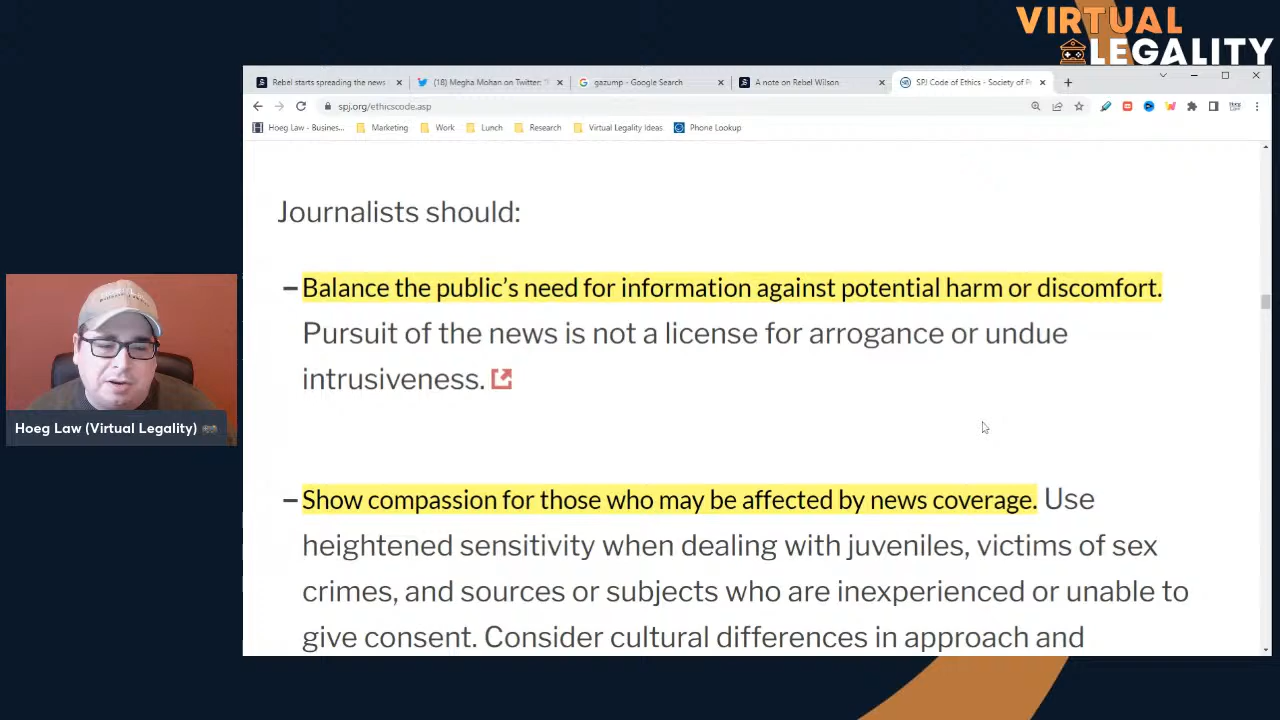 VIRTUAL
LEGALITY
Rebel starts spreading the news
(18) Megha Mohan on Twitter: "
gazump - Google Search
A note on Rebel Wilson
SPJ Code of Ethics - Society of P
spj.org/ethicscode.asp
Hoeg Law - Busines...
Marketing
Work
Lunch
Research
Virtual Legality Ideas
Phone Lookup
Journalists should:
– Balance the public’s need for information against potential harm or discomfort.
Pursuit of the news is not a license for arrogance or undue
intrusiveness.
– Show compassion for those who may be affected by news coverage. Use
heightened sensitivity when dealing with juveniles, victims of sex
crimes, and sources or subjects who are inexperienced or unable to
give consent. Consider cultural differences in approach and
Hoeg Law (Virtual Legality)